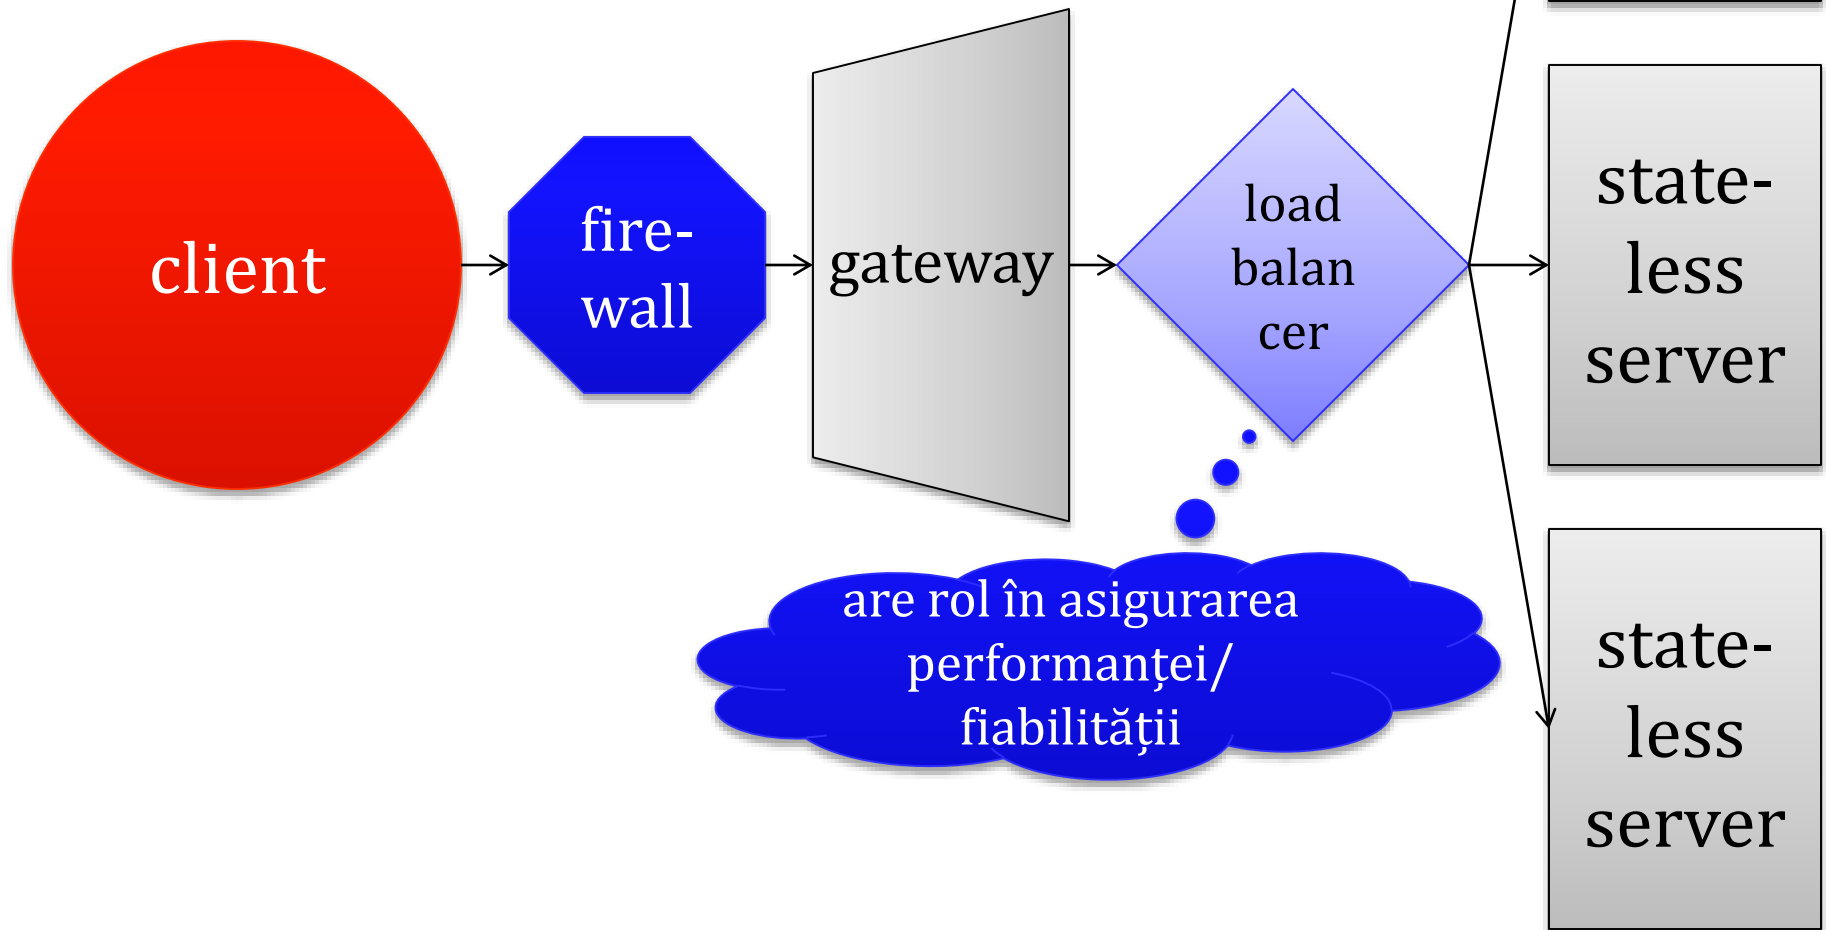 client
fire-
wall
gateway
load
balan
cer
state-
less
server
are rol în asigurarea
performanței/
fiabilității
state-
less
server